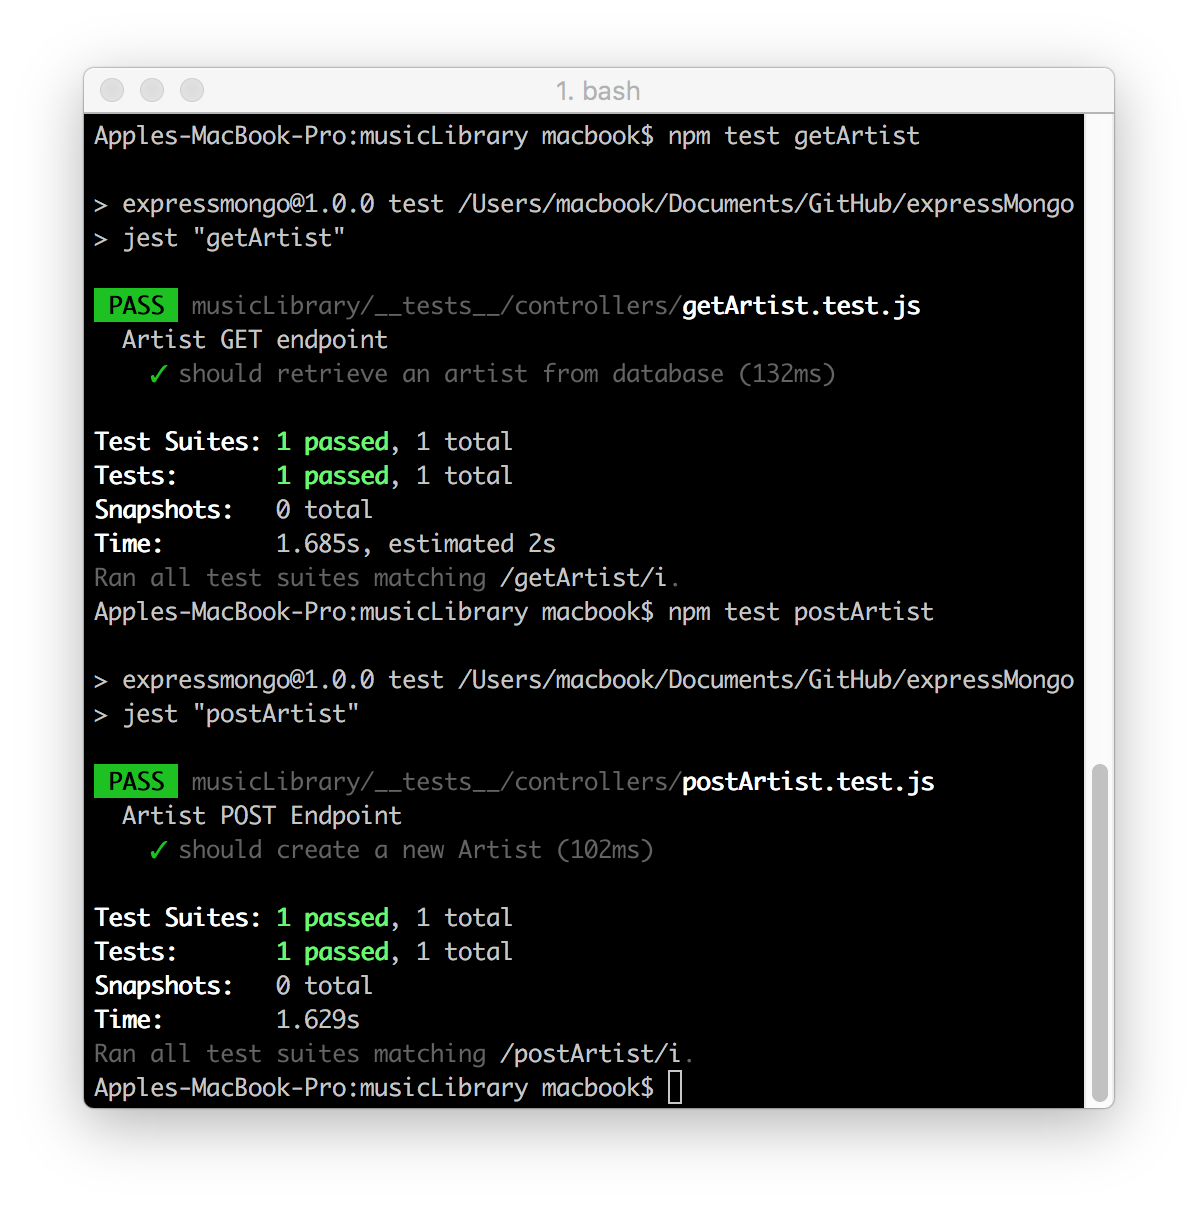 1. bash
Apples-MacBook-Pro:musicLibrary macbook$ npm test getArtist
> expressmongo@1.0.0 test /Users/macbook/Documents/GitHub/expressMongo
> jest "getArtist"
PASS musicLibrary/__tests__/controllers/getArtist.test.js
Artist GET endpoint
✓ should retrieve an artist from database (132ms)
Test Suites: 1 passed, 1 total
Tests: 1 passed, 1 total
Snapshots: 0 total
Time: 1.685s, estimated 2s
Ran all test suites matching /getArtist/i.
Apples-MacBook-Pro:musicLibrary macbook$ npm test postArtist
> expressmongo@1.0.0 test /Users/macbook/Documents/GitHub/expressMongo
> jest "postArtist"
PASS musicLibrary/__tests__/controllers/postArtist.test.js
Artist POST Endpoint
✓ should create a new Artist (102ms)
Test Suites: 1 passed, 1 total
Tests: 1 passed, 1 total
Snapshots: 0 total
Time: 1.629s
Ran all test suites matching /postArtist/i.
Apples-MacBook-Pro:musicLibrary macbook$